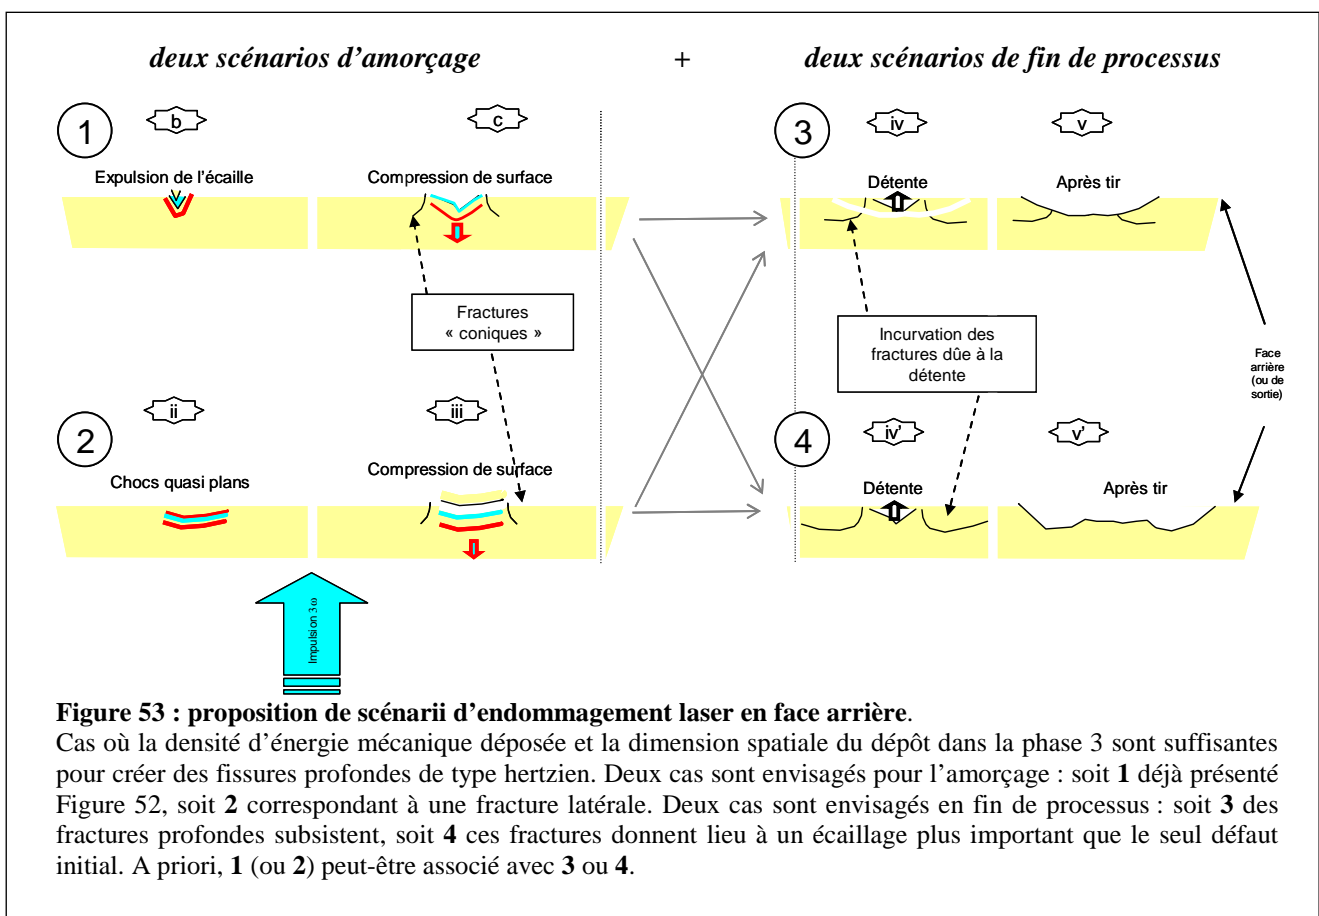 deux scénarios d’amorçage + deux scénarios de fin de processus
1 b c 3 iv v
Expulsion de l’écaille Compression de surface Détente Après tir
Fractures
« coniques »
Incurvation des
fractures dûe à la
détente
Face
arrière
(ou de
sortie)
2 ii iii 4 iv' v'
Chocs quasi plans Compression de surface Détente Après tir
Impulsion 3 ω
Figure 53 : proposition de scénarii d’endommagement laser en face arrière.
Cas où la densité d’énergie mécanique déposée et la dimension spatiale du dépôt dans la phase 3 sont suffisantes
pour créer des fissures profondes de type hertzien. Deux cas sont envisagés pour l’amorçage : soit 1 déjà présenté
Figure 52, soit 2 correspondant à une fracture latérale. Deux cas sont envisagés en fin de processus : soit 3 des
fractures profondes subsistent, soit 4 ces fractures donnent lieu à un écaillage plus important que le seul défaut
initial. A priori, 1 (ou 2) peut-être associé avec 3 ou 4.